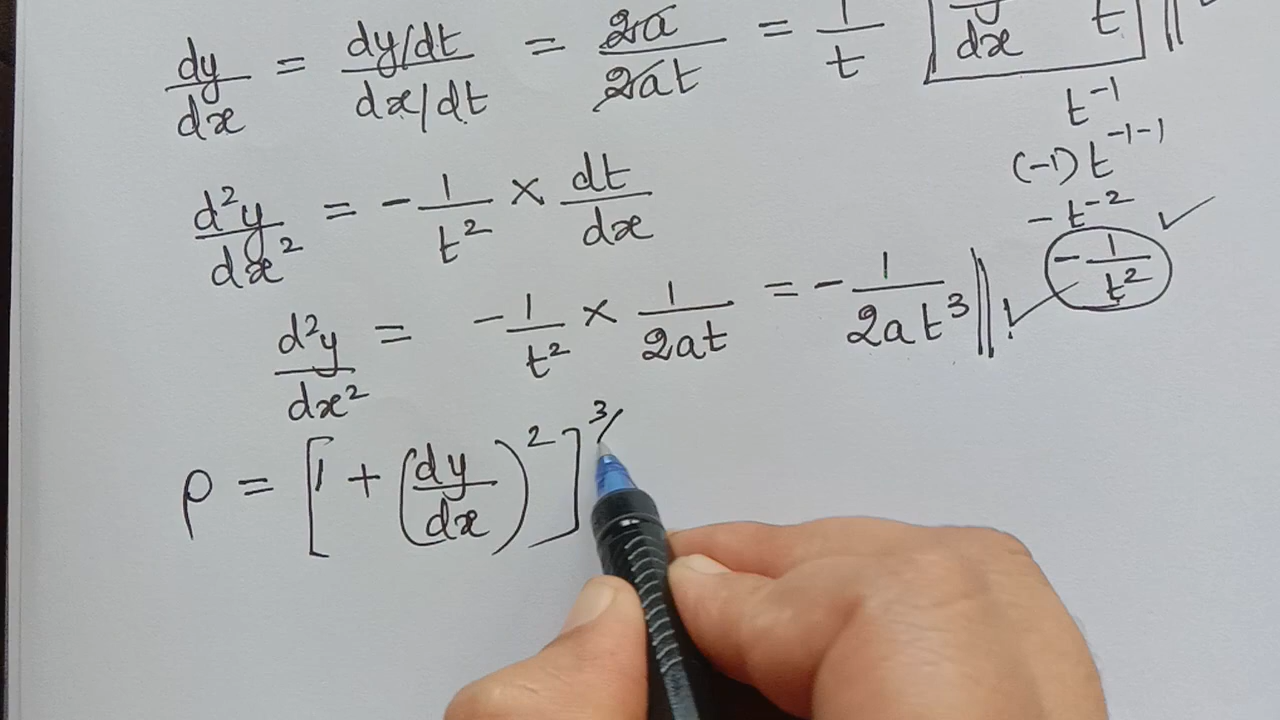 dy/dx = (dy/dt)/(dx/dt) = 2a/2at = 1/t dy/dx t
t⁻¹
(-1) t⁻¹⁻¹
- t⁻²
- 1/t²
d²y/dx² = - 1/t² × dt/dx
d²y/dx² = - 1/t² × 1/2at = - 1/2at³
ρ = [1 + (dy/dx)²]³/